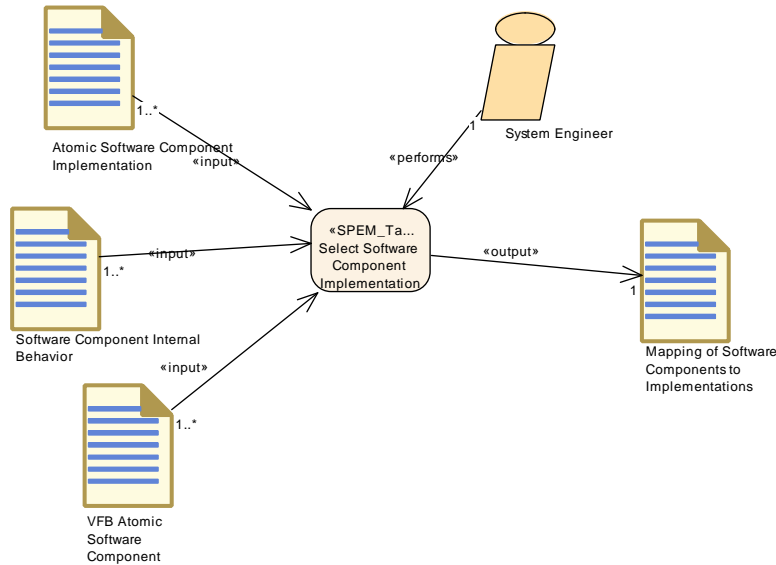 1..*
Atomic Software Component
Implementation
«input»
1
System Engineer
«performs»
«input»
1..*
Software Component Internal
Behavior
«SPEM_Ta...
Select Software
Component
Implementation
«output»
1
Mapping of Software
Components to
Implementations
«input»
1..*
VFB Atomic
Software
Component